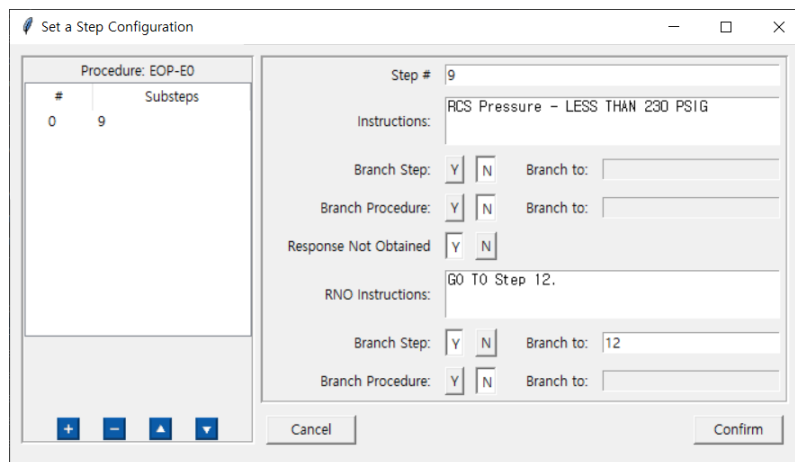 Set a Step Configuration
Procedure: EOP-E0
# Substeps
0 9
+ −
Step # 9
Instructions: RCS Pressure - LESS THAN 230 PSIG
Branch Step: Y N Branch to:
Branch Procedure: Y N Branch to:
Response Not Obtained Y N
RNO Instructions: GO TO Step 12.
Branch Step: Y N Branch to: 12
Branch Procedure: Y N Branch to:
Cancel Confirm